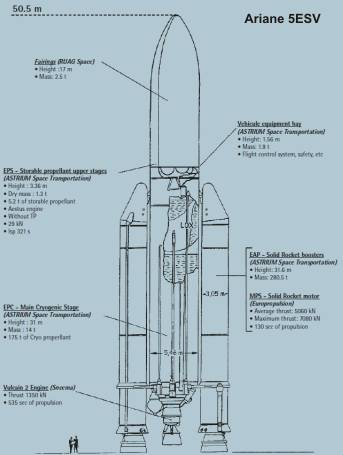 50.5 m
Ariane 5ESV
Fairings (RUAG Space)
• Height :17 m
• Mass: 2.5 t
Vehicule equipment bay
(ASTRIUM Space Transportation)
• Height: 1.56 m
• Mass: 1.9 t
• Flight control system, safety, etc
EPS - Storable propellant upper stages
(ASTRIUM Space Transportation)
• Height : 3.36 m
• Dry mass : 1.3 t
• 5.2 t of storable propellant
• Aestus engine
• Without TP
• 29 kN
• Isp 321 s
LOX
EAP - Solid Rocket boosters
(ASTRIUM Space Transportation)
• Height: 31.6 m
• Mass: 280.5 t
3,05 m
MPS - Solid Rocket motor
(Europropulsion)
• Average thrust: 5060 kN
• Maximum thrust: 7080 kN
• 130 sec of propulsion
EPC - Main Cryogenic Stage
(ASTRIUM Space Transportation)
• Height : 31 m
• Mass : 14 t
• 175 t of Cryo propellant
5,46 m
Vulcain 2 Engine (Snecma)
• Thrust 1350 kN
• 535 sec of propulsion